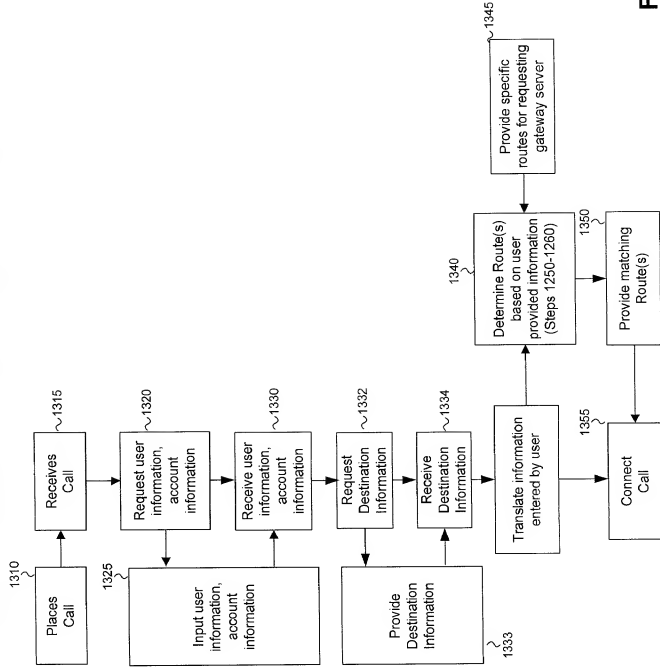 1310
Places
Call
1315
Receives
Call
1320
Request user
information,
account
information
1325
Input user
information,
account
information
1330
Receive user
information,
account
information
1332
Request
Destination
Information
1333
Provide
Destination
Information
1334
Receive
Destination
Information
Translate information
entered by user
1340
Determine Route(s)
based on user
provided information
(Steps 1250-1260)
1345
Provide specific
routes for requesting
gateway server
1350
Provide matching
Route(s)
1355
Connect
Call
F